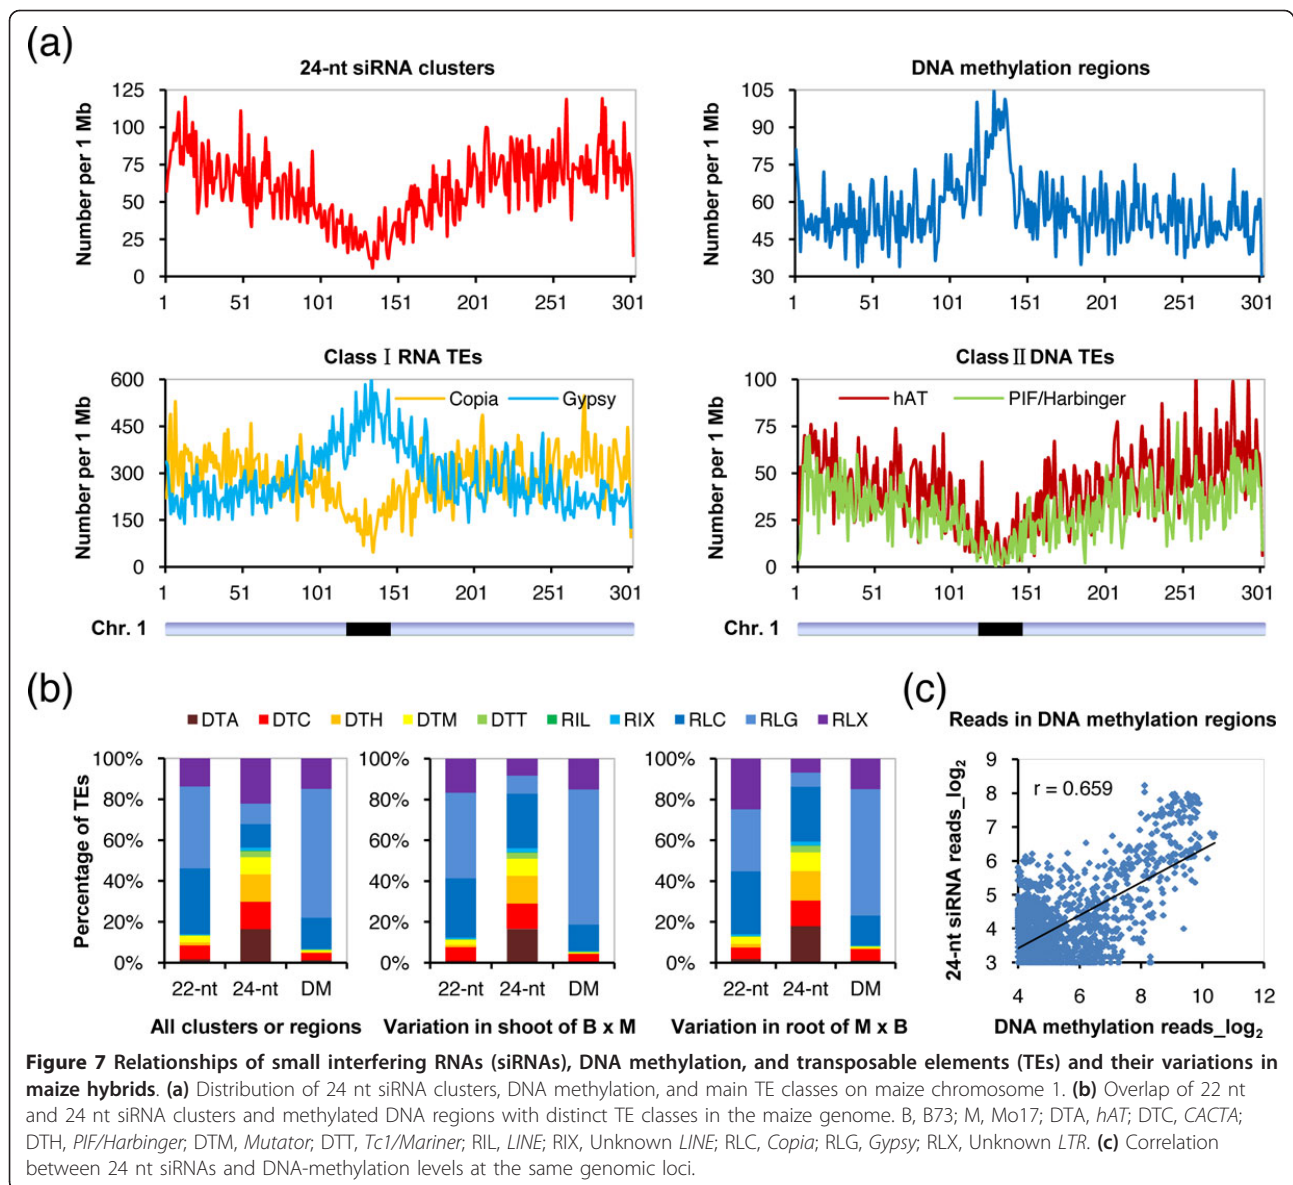 (a)
24-nt siRNA clusters
Number per 1 Mb
125
100
75
50
25
0
1 51 101 151 201 251 301
DNA methylation regions
Number per 1 Mb
105
90
75
60
45
30
1 51 101 151 201 251 301
Class Ⅰ RNA TEs
Number per 1 Mb
600
450
300
150
0
Copia Gypsy
1 51 101 151 201 251 301
Chr. 1
Class Ⅱ DNA TEs
Number per 1 Mb
100
75
50
25
0
hAT PIF/Harbinger
1 51 101 151 201 251 301
Chr. 1
(b)
DTA DTC DTH DTM DTT RIL RIX RLC RLG RLX
Percentage of TEs
100%
80%
60%
40%
20%
0%
22-nt 24-nt DM
All clusters or regions
100%
80%
60%
40%
20%
0%
22-nt 24-nt DM
Variation in shoot of B x M
100%
80%
60%
40%
20%
0%
22-nt 24-nt DM
Variation in root of M x B
(c)
Reads in DNA methylation regions
24-nt siRNA reads_log2
9
8
7
6
5
4
3
r = 0.659
4 6 8 10 12
DNA methylation reads_log2
Figure 7 Relationships of small interfering RNAs (siRNAs), DNA methylation, and transposable elements (TEs) and their variations in
maize hybrids. (a) Distribution of 24 nt siRNA clusters, DNA methylation, and main TE classes on maize chromosome 1. (b) Overlap of 22 nt
and 24 nt siRNA clusters and methylated DNA regions with distinct TE classes in the maize genome. B, B73; M, Mo17; DTA, hAT; DTC, CACTA;
DTH, PIF/Harbinger; DTM, Mutator; DTT, Tc1/Mariner; RIL, LINE; RIX, Unknown LINE; RLC, Copia; RLG, Gypsy; RLX, Unknown LTR. (c) Correlation
between 24 nt siRNAs and DNA-methylation levels at the same genomic loci.